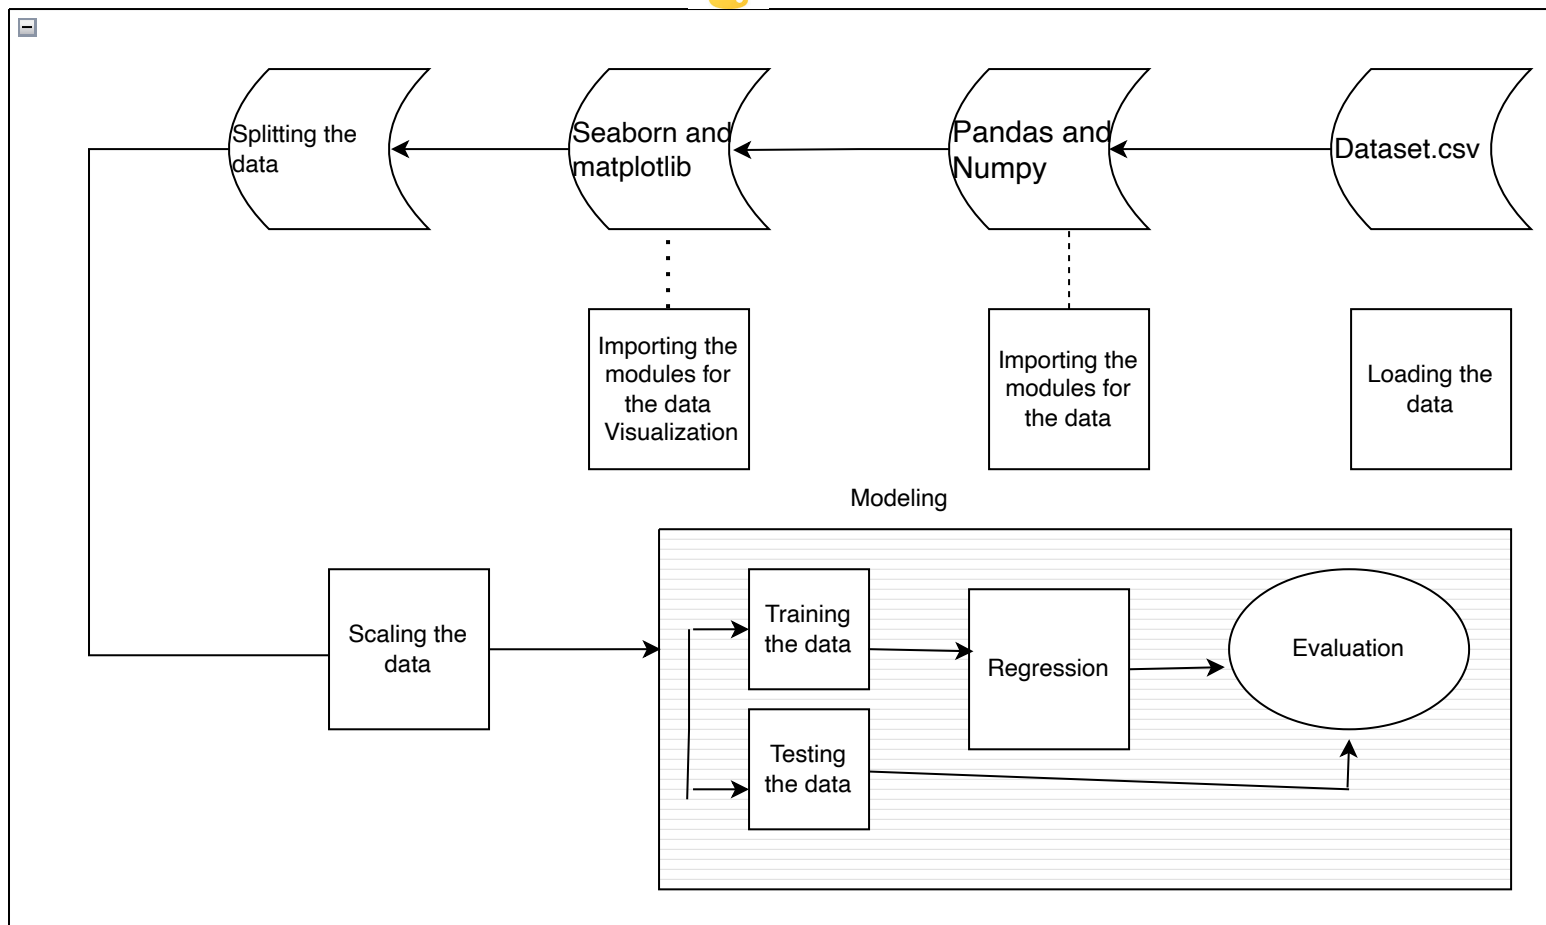 Splitting the
data
Seaborn and
matplotlib
Pandas and
Numpy
Dataset.csv
Importing the
modules for
the data
Visualization
Importing the
modules for
the data
Loading the
data
Modeling
Scaling the
data
Training
the data
Testing
the data
Regression
Evaluation